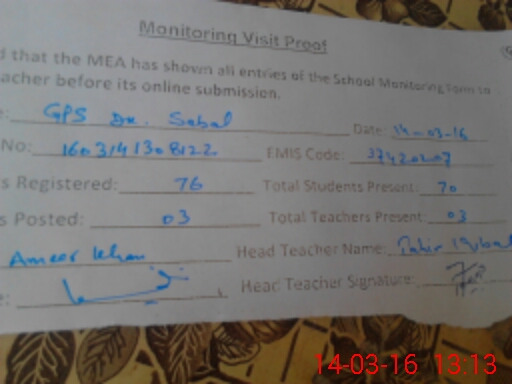 Monitoring Visit Proof
d that the MEA has shown all entries of the School Monitoring Form to
eacher before its online submission.
e: GPS Dk. Sabal Date: 14-03-16
No: EMIS Code: 37420207
s Registered: 76 Total Students Present: 70
s Posted: 03 Total Teachers Present: 03
Ameer Khan Head Teacher Name: Tahir Iqbal
e: Head Teacher Signature:
14-03-16 13:13